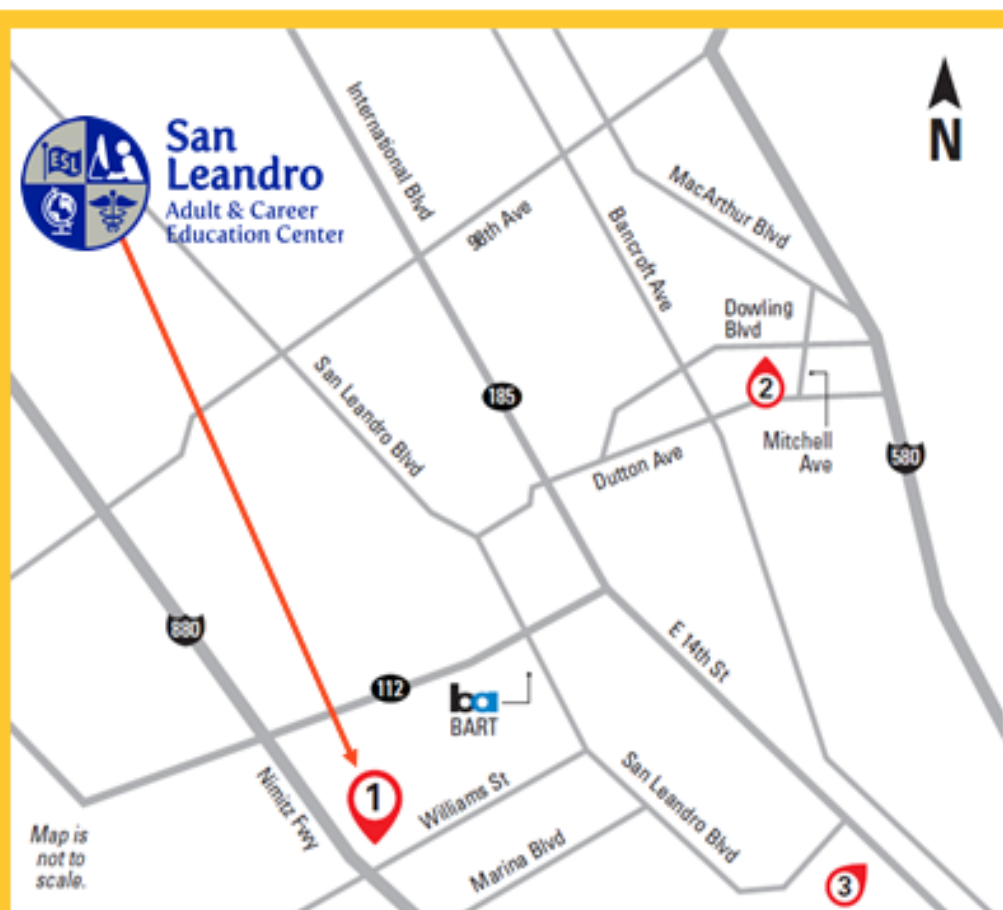 N
ESL
San
Leandro
Adult & Career
Education Center
International Blvd
98th Ave
Bancroft Ave
MacArthur Blvd
Dowling
Blvd
2
Mitchell
Ave
Dutton Ave
185
580
San Leandro Blvd
880
112
ba
BART
E 14th St
1
Williams St
Nimitz Fwy
Marina Blvd
San Leandro Blvd
3
Map is
not to
scale.